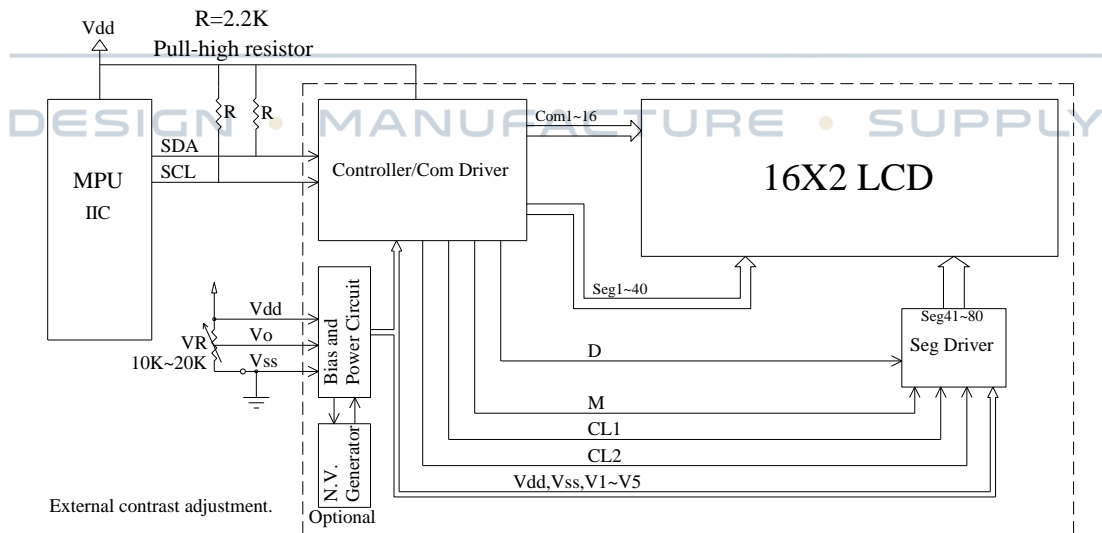 R=2.2K
Vdd
Pull-high resistor
DESIGN • MANUFACTURE • SUPPLY
R
R
SDA
SCL
MPU
IIC
Controller/Com Driver
Com1~16
16X2 LCD
Seg1~40
Vdd
Vo
VR
10K~20K
Vss
Bias and
Power Circuit
Seg41~80
Seg Driver
D
M
CL1
CL2
Vdd,Vss,V1~V5
N.V.
Generator
Optional
External contrast adjustment.